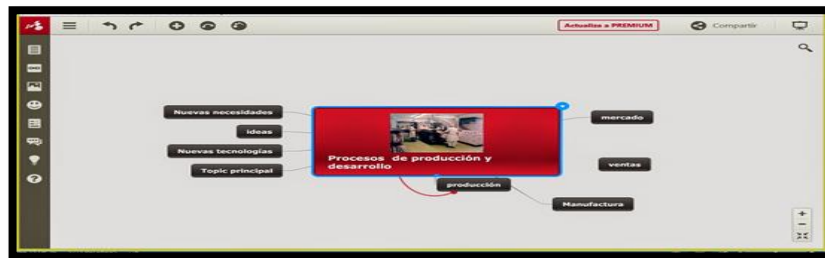 Actualiza a PREMIUM
Compartir
Nuevas necesidades
ideas
Nuevas tecnologías
Topic principal
Procesos de producción y
desarrollo
producción
mercado
ventas
Manufactura